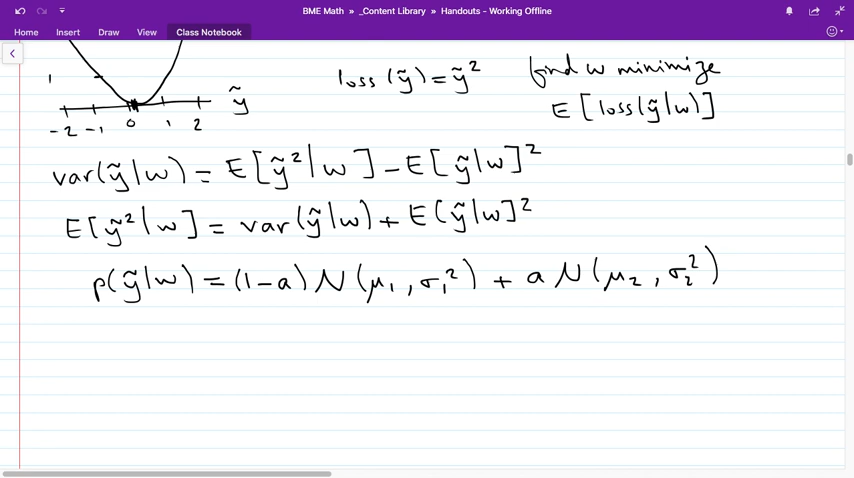 BME Math » _Content Library » Handouts - Working Offline
Home Insert Draw View Class Notebook
1
-2 -1 0 1 2
ỹ
loss(ỹ) = ỹ²
find w minimize
E[loss(ỹ|w)]
var(ỹ|w) = E[ỹ²|w] - E[ỹ|w]²
E[ỹ²|w] = var(ỹ|w) + E[ỹ|w]²
p(ỹ|w) = (1-a) N(μ₁, σ₁²) + a N(μ₂, σ₂²)